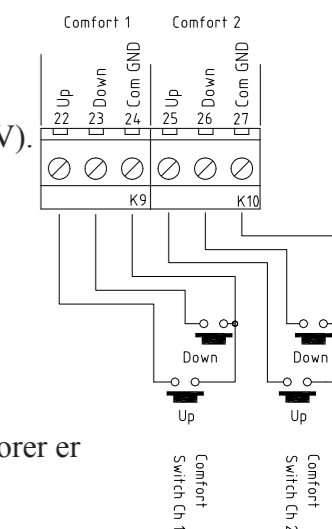 Comfort 1 Comfort 2
Up Down Com GND Up Down Com GND
22 23 24 25 26 27
V).
K9 K10
Down Down
Up Up
orer er
Comfort Switch Ch 1
Comfort Switch Ch 2